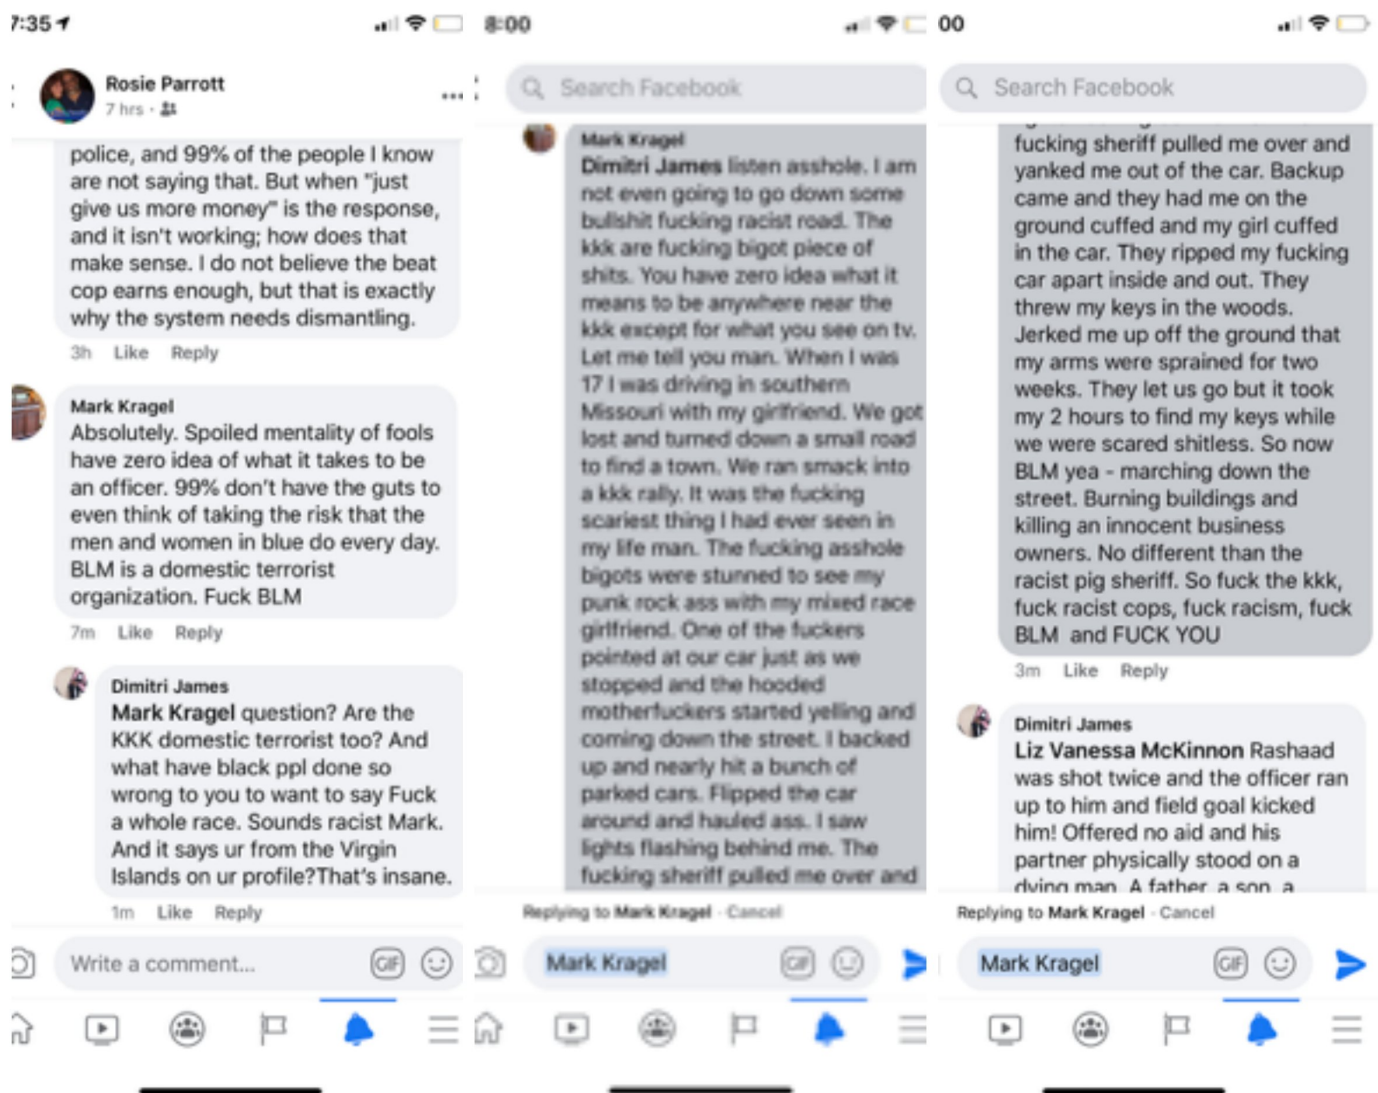 7:35
Rosie Parrott
7 hrs
police, and 99% of the people I know
are not saying that. But when "just
give us more money" is the response,
and it isn't working; how does that
make sense. I do not believe the beat
cop earns enough, but that is exactly
why the system needs dismantling.
3h Like Reply
Mark Kragel
Absolutely. Spoiled mentality of fools
have zero idea of what it takes to be
an officer. 99% don't have the guts to
even think of taking the risk that the
men and women in blue do every day.
BLM is a domestic terrorist
organization. Fuck BLM
7m Like Reply
Dimitri James
Mark Kragel question? Are the
KKK domestic terrorist too? And
what have black ppl done so
wrong to you to want to say Fuck
a whole race. Sounds racist Mark.
And it says ur from the Virgin
Islands on ur profile?That's insane.
1m Like Reply
Write a comment...
GIF
8:00
Search Facebook
Mark Kragel
Dimitri James listen asshole. I am
not even going to go down some
bullshit fucking racist road. The
kkk are fucking bigot piece of
shits. You have zero idea what it
means to be anywhere near the
kkk except for what you see on tv.
Let me tell you man. When I was
17 I was driving in southern
Missouri with my girlfriend. We got
lost and turned down a small road
to find a town. We ran smack into
a kkk rally. It was the fucking
scariest thing I had ever seen in
my life man. The fucking asshole
bigots were stunned to see my
punk rock ass with my mixed race
girlfriend. One of the fuckers
pointed at our car just as we
stopped and the hooded
motherfuckers started yelling and
coming down the street. I backed
up and nearly hit a bunch of
parked cars. Flipped the car
around and hauled ass. I saw
lights flashing behind me. The
fucking sheriff pulled me over and
Replying to Mark Kragel · Cancel
Mark Kragel
GIF
00
Search Facebook
fucking sheriff pulled me over and
yanked me out of the car. Backup
came and they had me on the
ground cuffed and my girl cuffed
in the car. They ripped my fucking
car apart inside and out. They
threw my keys in the woods.
Jerked me up off the ground that
my arms were sprained for two
weeks. They let us go but it took
my 2 hours to find my keys while
we were scared shitless. So now
BLM yea - marching down the
street. Burning buildings and
killing an innocent business
owners. No different than the
racist pig sheriff. So fuck the kkk,
fuck racist cops, fuck racism, fuck
BLM and FUCK YOU
3m Like Reply
Dimitri James
Liz Vanessa McKinnon Rashaad
was shot twice and the officer ran
up to him and field goal kicked
him! Offered no aid and his
partner physically stood on a
dying man. A father, a son, a
Replying to Mark Kragel · Cancel
Mark Kragel
GIF